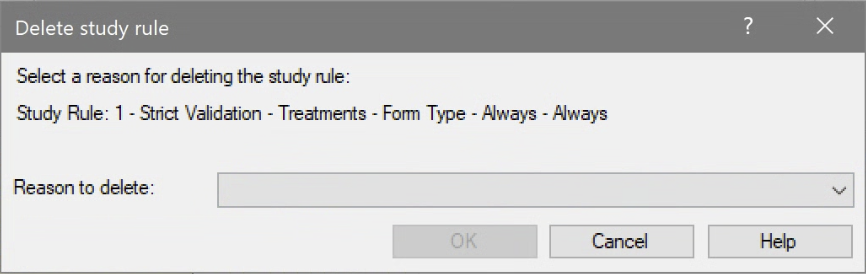 Delete study rule
?
Select a reason for deleting the study rule:
Study Rule: 1 - Strict Validation - Treatments - Form Type - Always - Always
Reason to delete:
OK Cancel Help